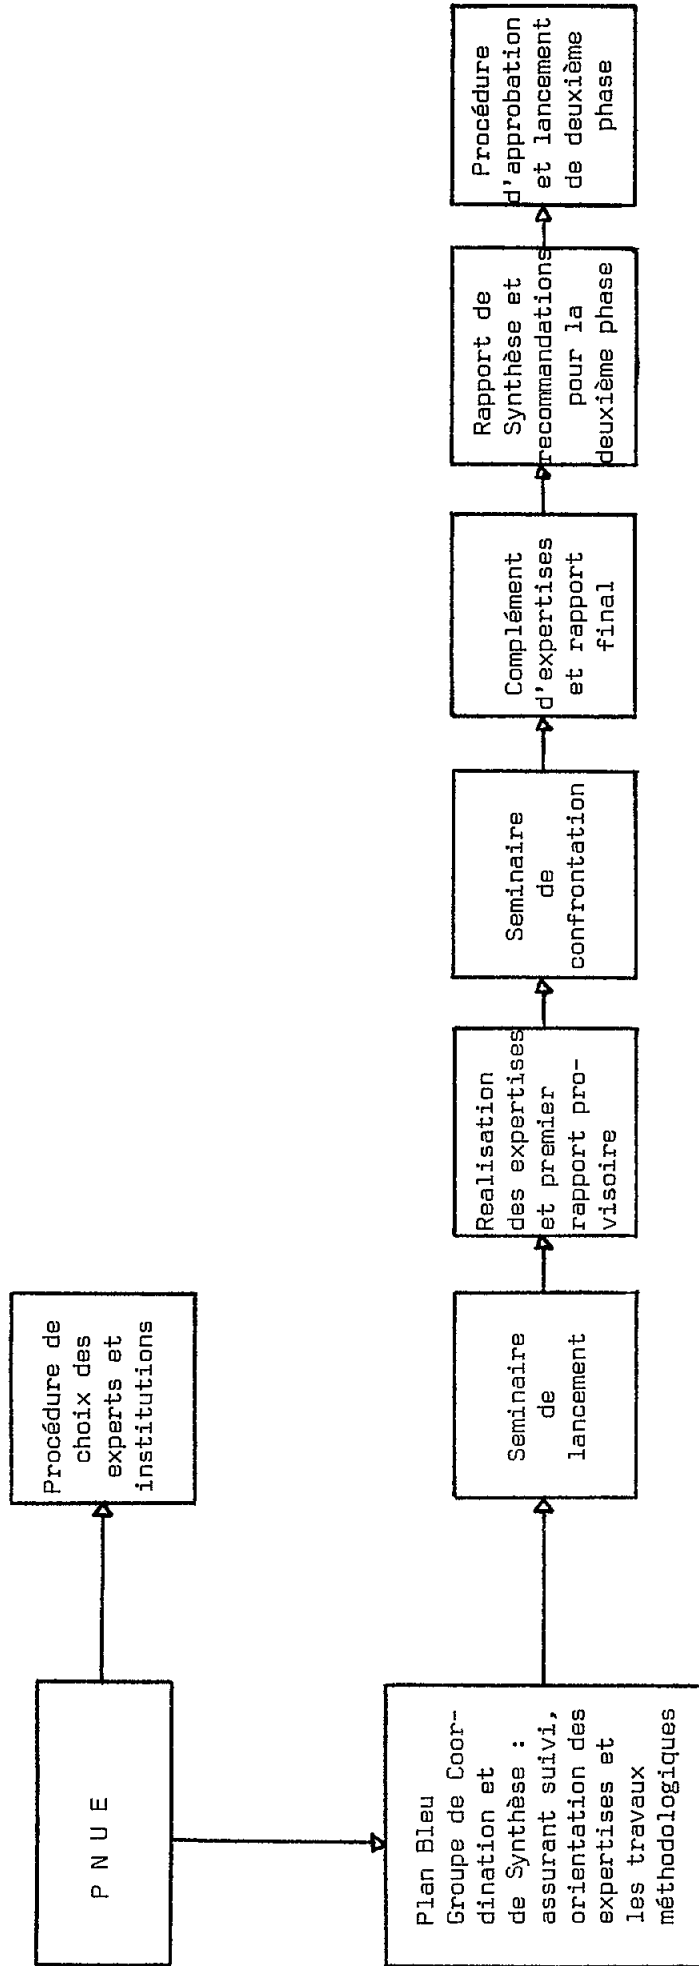 P N U E
Procédure de
choix des
experts et
institutions
Plan Bleu
Groupe de Coor-
dination et
de Synthèse :
assurant suivi,
orientation des
expertises et
les travaux
méthodologiques
Seminaire
de
lancement
Realisation
des expertises
et premier
rapport pro-
visoire
Seminaire
de
confrontation
Complément
d'expertises
et rapport
final
Rapport de
Synthèse et
recommandations
pour la
deuxième phase
Procédure
d'approbation
et lancement
de deuxième
phase